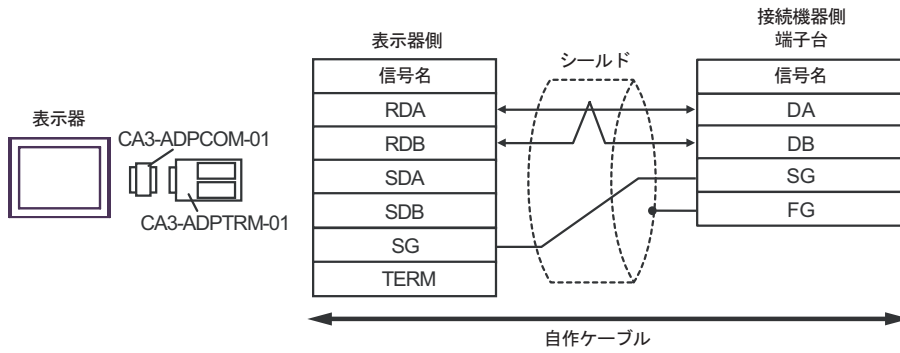 表示器
CA3-ADPCOM-01
CA3-ADPTRM-01
表示器側
信号名
RDA
RDB
SDA
SDB
SG
TERM
シールド
接続機器側
端子台
信号名
DA
DB
SG
FG
自作ケーブル